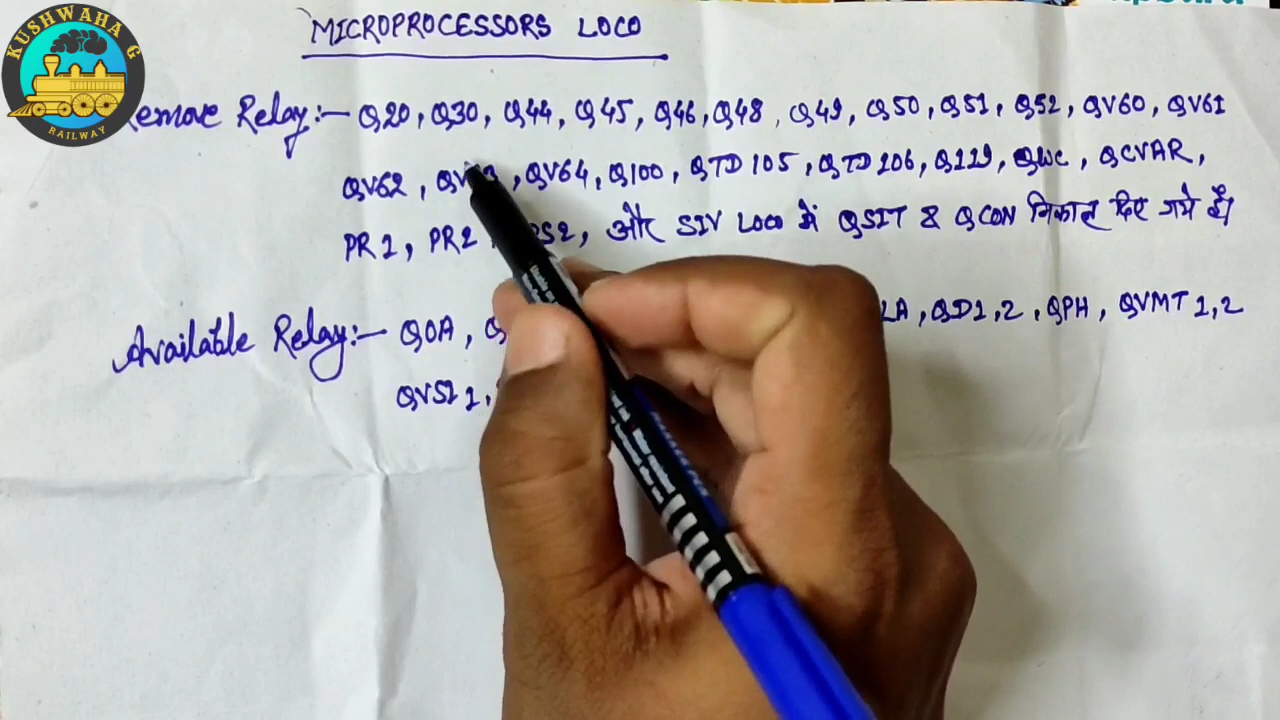 KUSHWAHA G
RAILWAY
MICROPROCESSORS LOCO
Remove Relay:- Q20, Q30, Q44, Q45, Q46, Q48, Q49, Q50, Q51, Q52, QV60, QV61
QV62, QV64, Q100, QTD105, QTD106, Q119, QWC, QCVAR,
PR1, PR2 और SIV LOCO में QSIT & QCON निकाल दिए गये हैं।
Available Relay:- QOA, QD1,2, QPH, QVMT 1,2
QVSI 1,